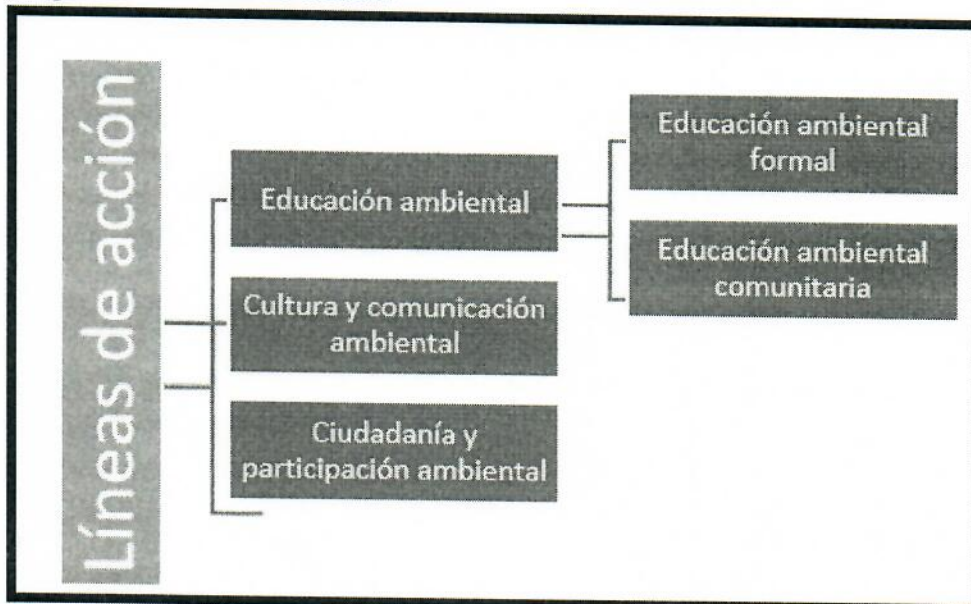 Líneas de acción
Educación ambiental
Cultura y comunicación
ambiental
Ciudadanía y
participación ambiental
Educación ambiental
formal
Educación ambiental
comunitaria